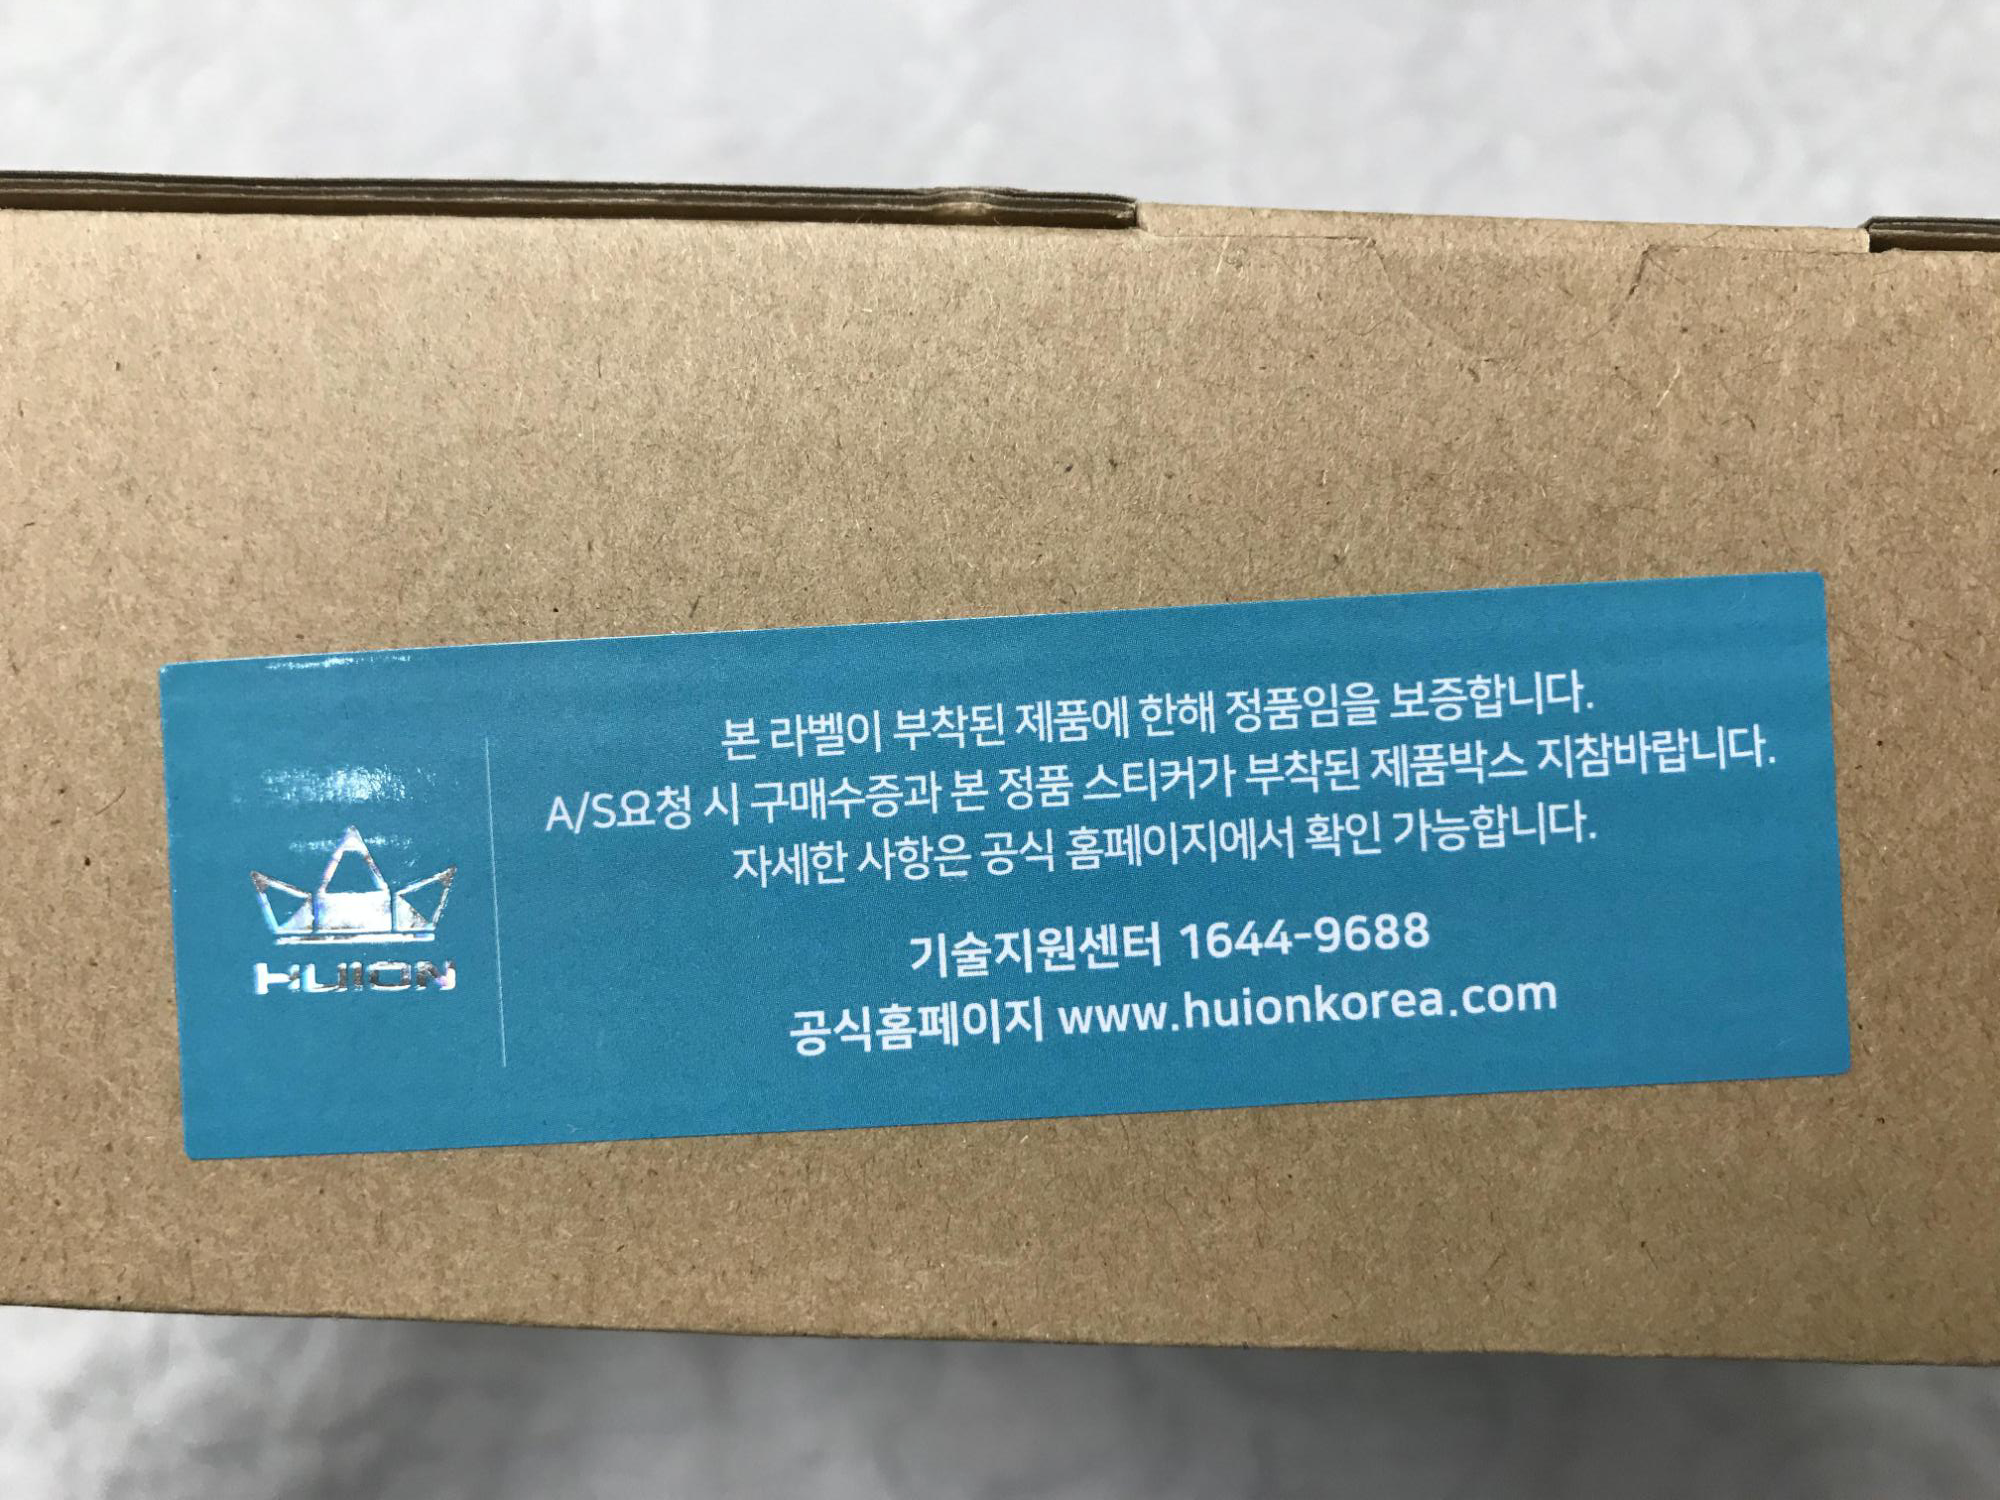 HUION
본 라벨이 부착된 제품에 한해 정품임을 보증합니다.
A/S요청 시 구매수증과 본 정품 스티커가 부착된 제품박스 지참바랍니다.
자세한 사항은 공식 홈페이지에서 확인 가능합니다.
기술지원센터 1644-9688
공식홈페이지 www.huionkorea.com